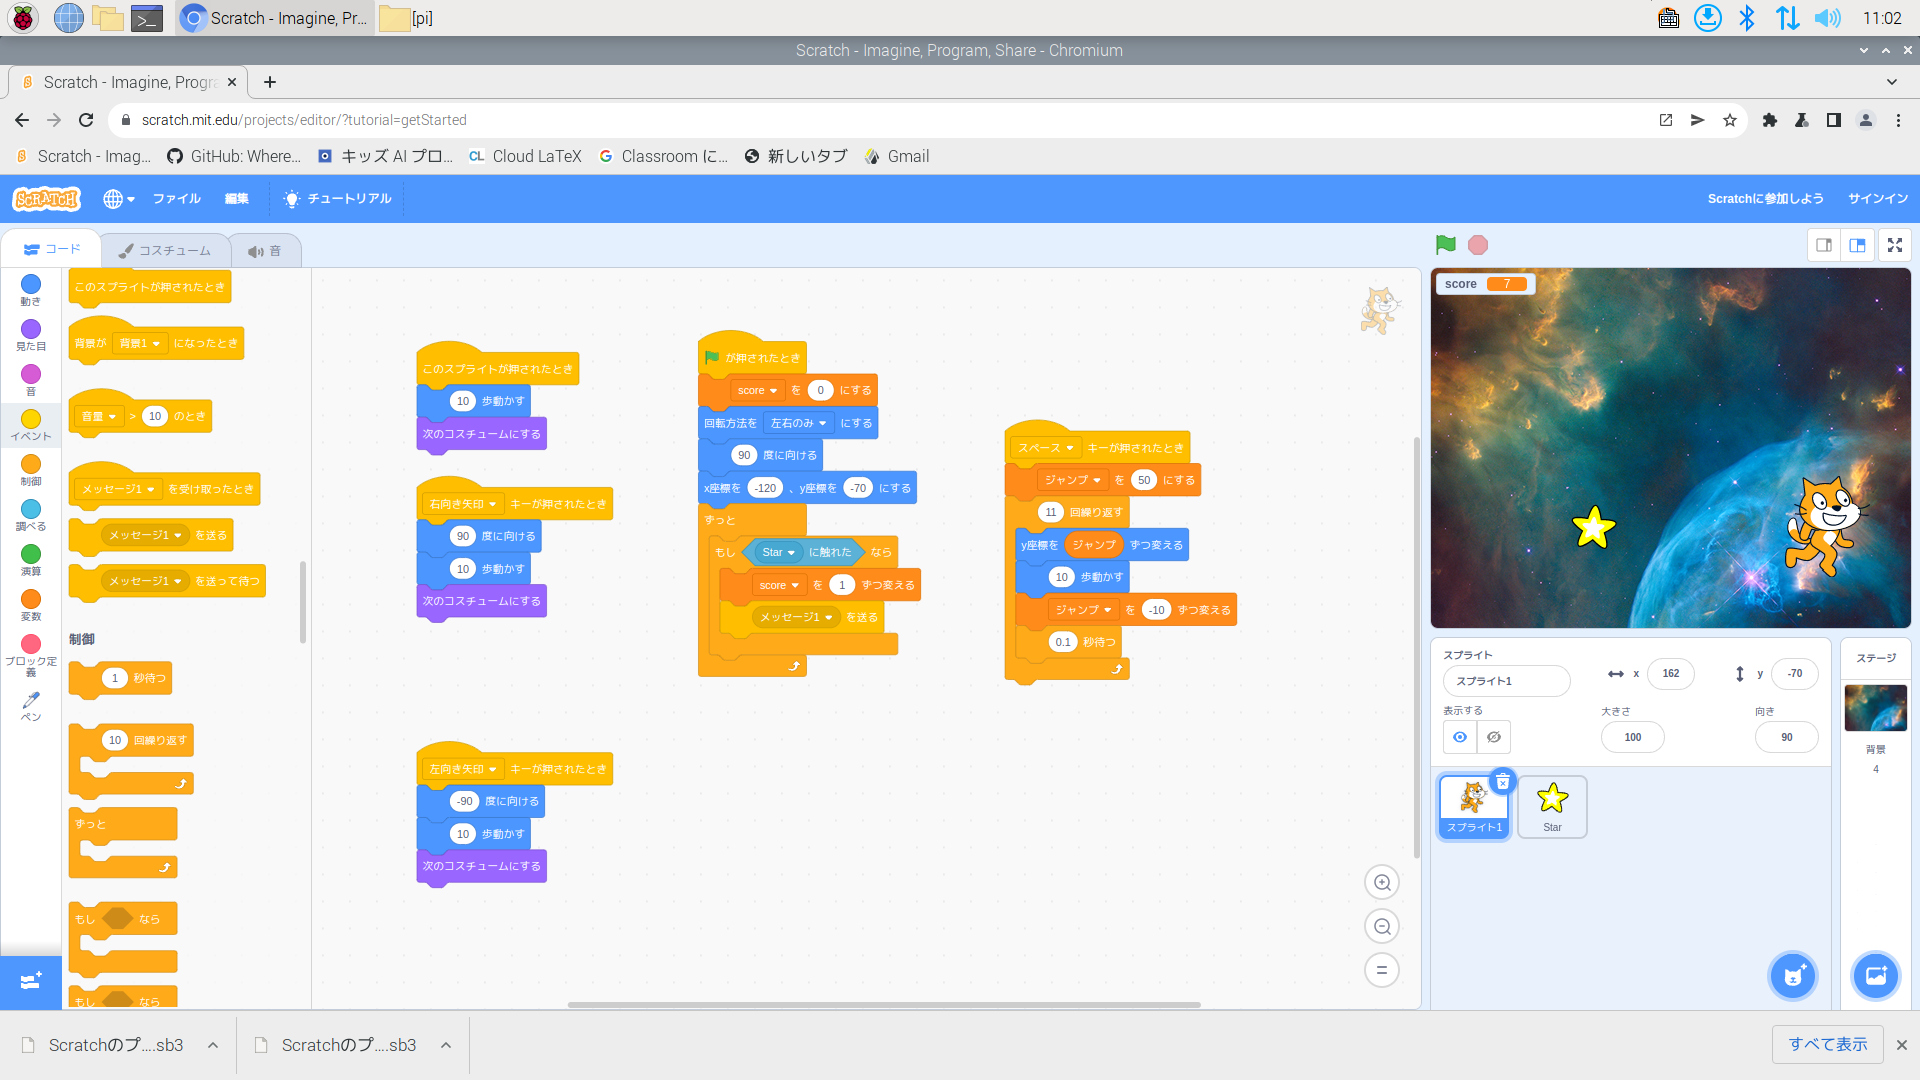 Scratch - Imagine, Pr...
[pi]
11:02
Scratch - Imagine, Program, Share - Chromium
Scratch - Imagine, Progra
scratch.mit.edu/projects/editor/?tutorial=getStarted
Scratch - Imag...
GitHub: Where...
キッズ AI プロ...
CL Cloud LaTeX
Classroom に...
新しいタブ
Gmail
SCRATCH
ファイル
編集
チュートリアル
Scratchに参加しよう
サインイン
コード
コスチューム
音
動き
見た目
音
イベント
制御
調べる
演算
変数
ブロック定義
ペン
このスプライトが押されたとき
背景が 背景1 になったとき
音量 > 10 のとき
メッセージ1 を受け取ったとき
メッセージ1 を送る
メッセージ1 を送って待つ
制御
1 秒待つ
10 回繰り返す
ずっと
もし なら
もし なら
このスプライトが押されたとき
10 歩動かす
次のコスチュームにする
右向き矢印 キーが押されたとき
90 度に向ける
10 歩動かす
次のコスチュームにする
左向き矢印 キーが押されたとき
-90 度に向ける
10 歩動かす
次のコスチュームにする
が押されたとき
score を 0 にする
回転方法を 左右のみ にする
90 度に向ける
x座標を -120 、y座標を -70 にする
ずっと
もし Star に触れた なら
score を 1 ずつ変える
メッセージ1 を送る
スペース キーが押されたとき
ジャンプ を 50 にする
11 回繰り返す
y座標を ジャンプ ずつ変える
10 歩動かす
ジャンプ を -10 ずつ変える
0.1 秒待つ
score 7
スプライト
スプライト1
x 162
y -70
表示する
大きさ
100
向き
90
スプライト1
Star
ステージ
背景
4
Scratchのプ....sb3
Scratchのプ....sb3
すべて表示